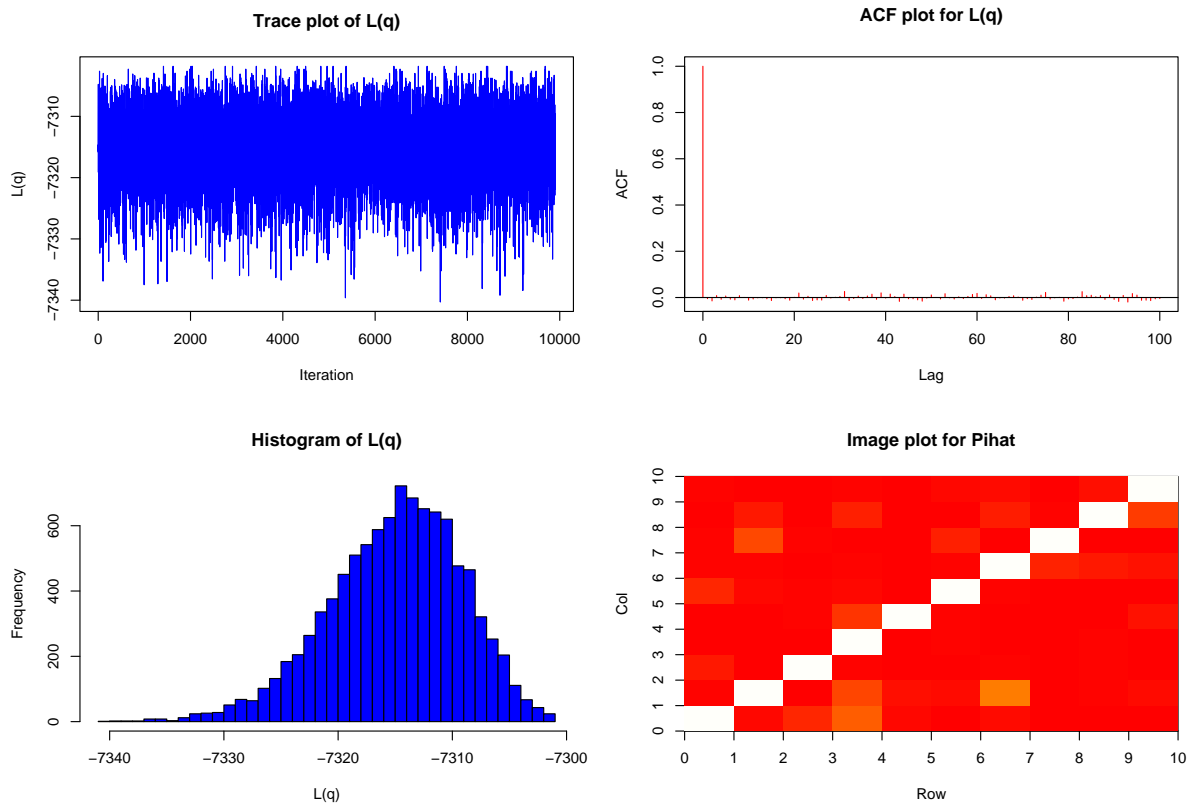 Trace plot of L(q)
L(q)
−7310
−7320
−7330
−7340
0 2000 4000 6000 8000 10000
Iteration
ACF plot for L(q)
ACF
1.0
0.8
0.6
0.4
0.2
0.0
0 20 40 60 80 100
Lag
Histogram of L(q)
Frequency
600
400
200
0
−7340 −7330 −7320 −7310 −7300
L(q)
Image plot for Pihat
Col
10
9
8
7
6
5
4
3
2
1
0
0 1 2 3 4 5 6 7 8 9 10
Row